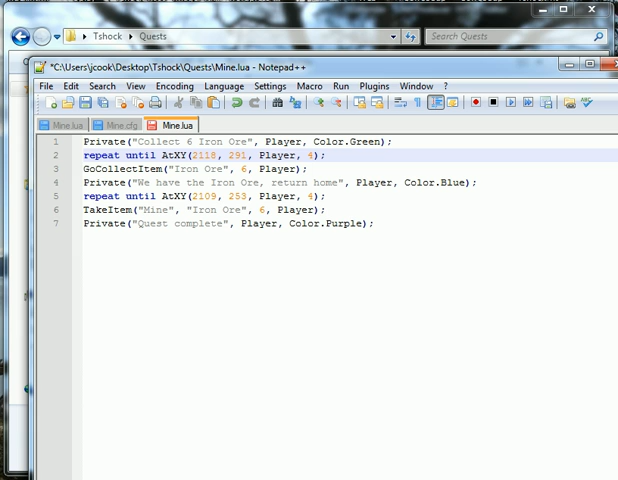 Tshock Quests
Search Quests
*C:\Users\jcook\Desktop\Tshock\Quests\Mine.lua - Notepad++
File Edit Search View Encoding Language Settings Macro Run Plugins Window ?
Mine.lua Mine.cfg Mine.lua
1 Private("Collect 6 Iron Ore", Player, Color.Green);
2 repeat until AtXY(2118, 291, Player, 4);
3 GoCollectItem("Iron Ore", 6, Player);
4 Private("We have the Iron Ore, return home", Player, Color.Blue);
5 repeat until AtXY(2109, 253, Player, 4);
6 TakeItem("Mine", "Iron Ore", 6, Player);
7 Private("Quest complete", Player, Color.Purple);